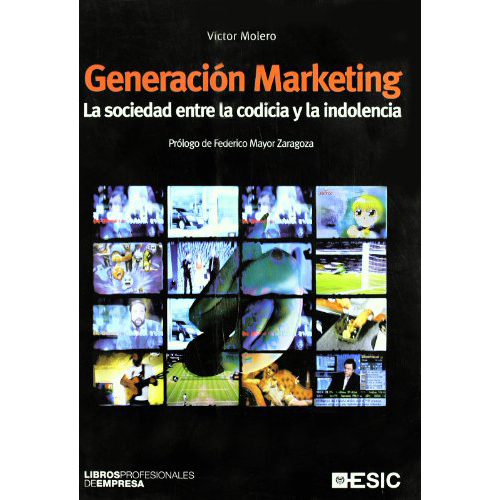 Victor Molero
Generación Marketing
La sociedad entre la codicia y la indolencia
Prólogo de Federico Mayor Zaragoza
LIBROSPROFESIONALES
DEEMPRESA
ESIC